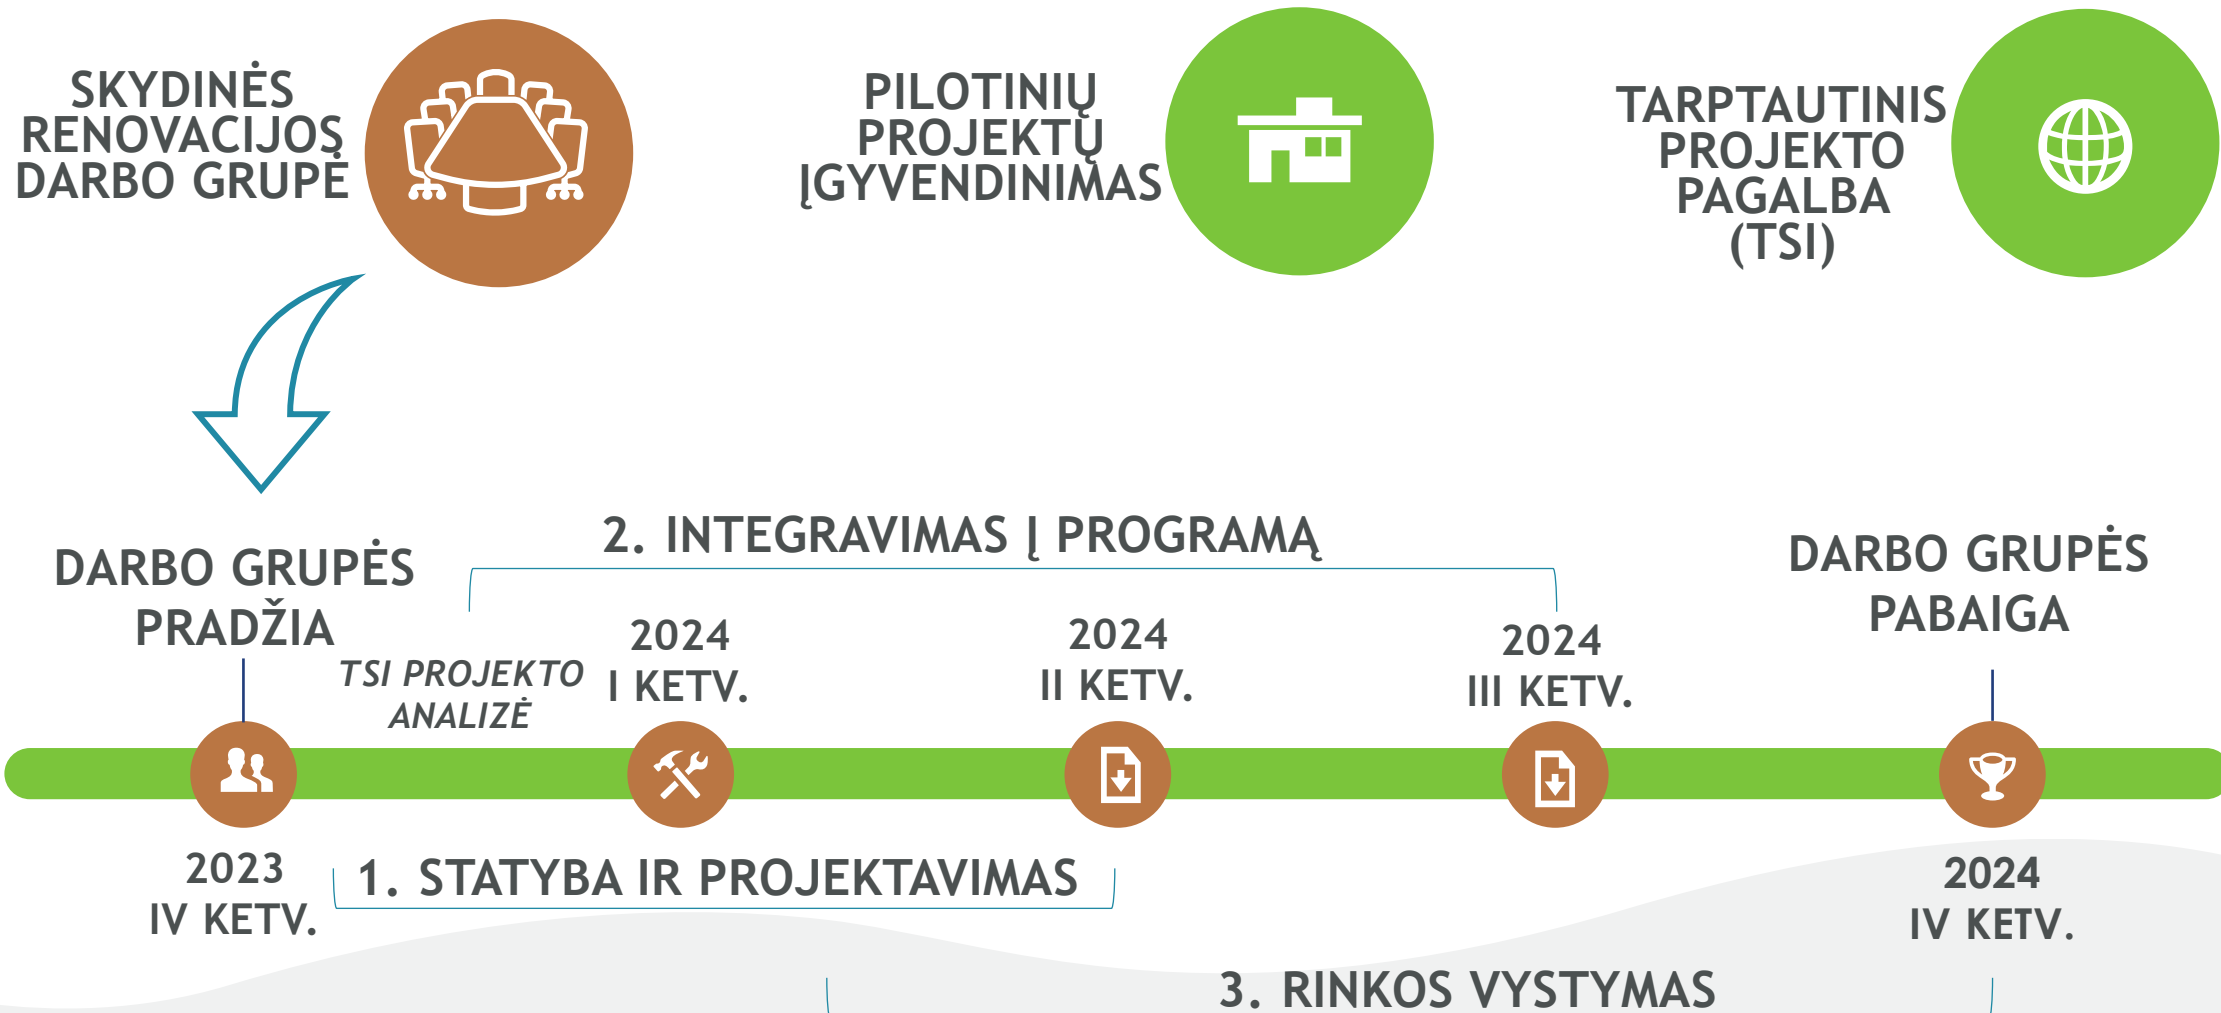 SKYDINĖS
RENOVACIJOS
DARBO GRUPĖ
PILOTINIŲ
PROJEKTŲ
ĮGYVENDINIMAS
TARPTAUTINIS
PROJEKTO
PAGALBA
(TSI)
2. INTEGRAVIMAS Į PROGRAMĄ
DARBO GRUPĖS
PRADŽIA
DARBO GRUPĖS
PABAIGA
TSI PROJEKTO
ANALIZĖ
2024
I KETV.
2024
II KETV.
2024
III KETV.
2023
IV KETV.
1. STATYBA IR PROJEKTAVIMAS
2024
IV KETV.
3. RINKOS VYSTYMAS